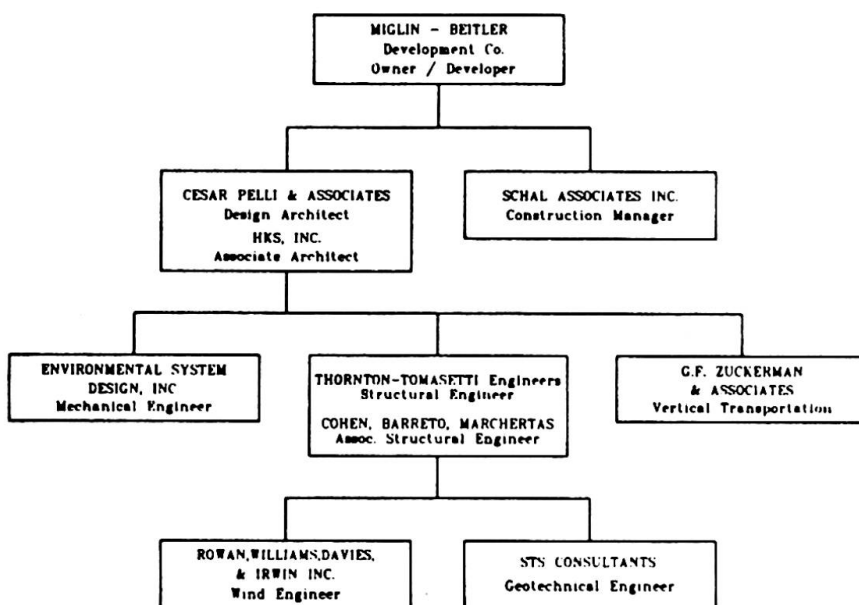 MIGLIN - BEITLER
Development Co.
Owner / Developer
CESAR PELLI & ASSOCIATES
Design Architect
HKS, INC.
Associate Architect
SCHAL ASSOCIATES INC.
Construction Manager
ENVIRONMENTAL SYSTEM
DESIGN, INC
Mechanical Engineer
THORNTON-TOMASETTI Engineers
Structural Engineer
COHEN, BARRETO, MARCHERTAS
Assoc. Structural Engineer
G.F. ZUCKERMAN
& ASSOCIATES
Vertical Transportation
ROWAN,WILLIAMS,DAVIES,
& IRWIN INC.
Wind Engineer
STS CONSULTANTS
Geotechnical Engineer